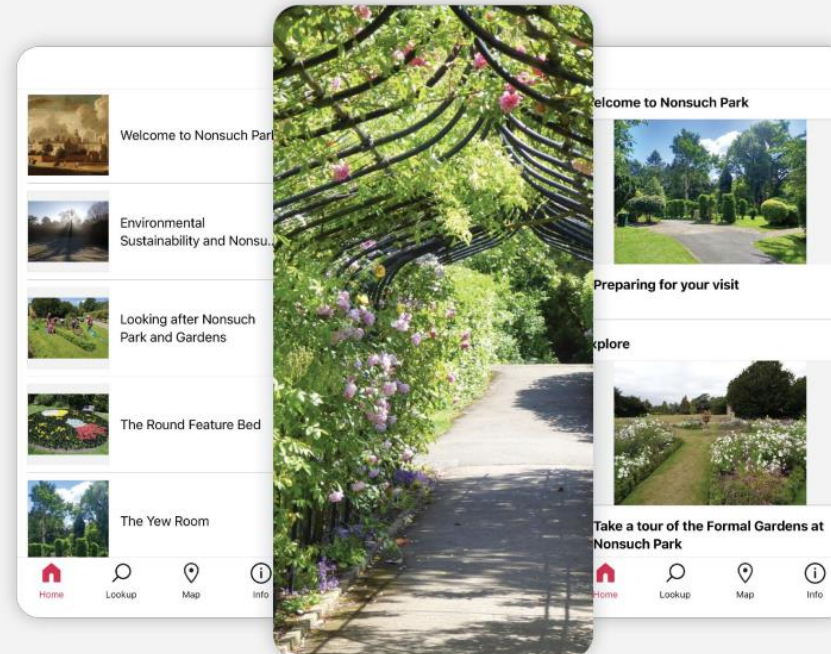 Welcome to Nonsuch Par
Environmental
Sustainability and Nonsu...
Looking after Nonsuch
Park and Gardens
The Round Feature Bed
The Yew Room
Home
Lookup
Map
Info
elcome to Nonsuch Park
Preparing for your visit
xplore
Take a tour of the Formal Gardens at
Nonsuch Park
Home
Lookup
Map
Info